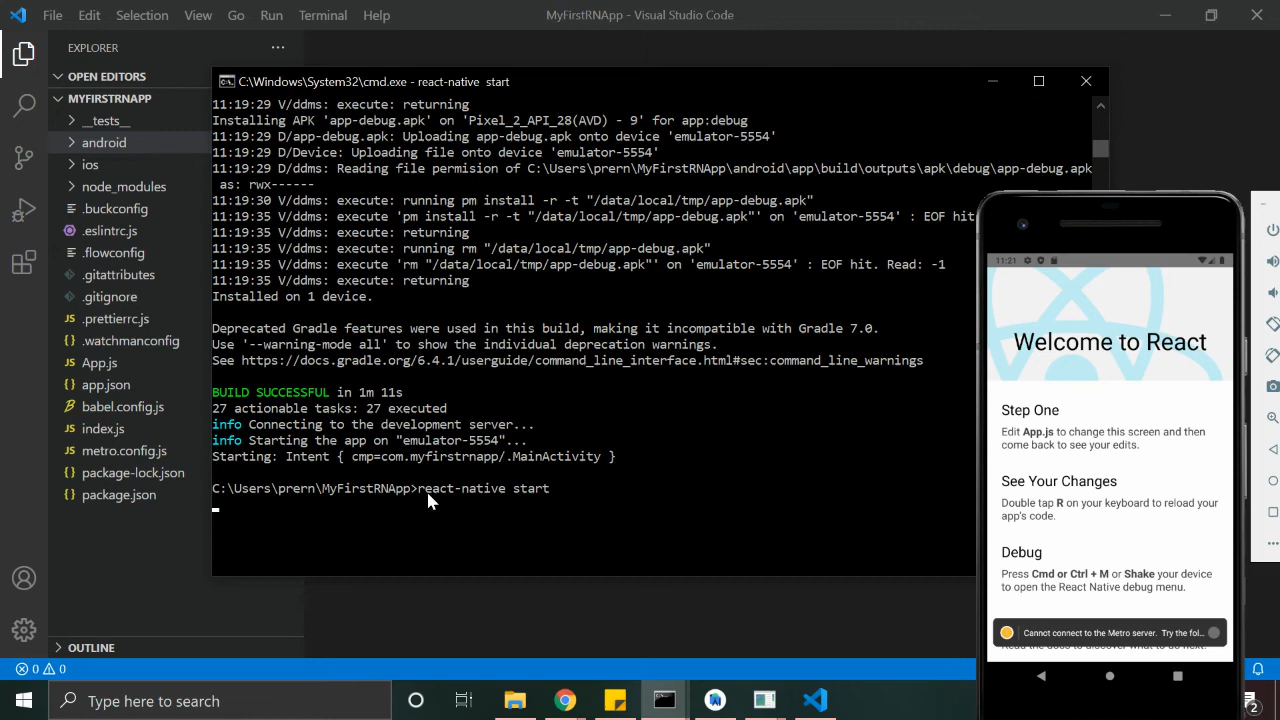 File Edit Selection View Go Run Terminal Help MyFirstRNApp - Visual Studio Code
EXPLORER
OPEN EDITORS
MYFIRSTRNAPP
__tests__
android
ios
node_modules
.buckconfig
.eslintrc.js
.flowconfig
.gitattributes
.gitignore
.prettierrc.js
.watchmanconfig
App.js
app.json
babel.config.js
index.js
metro.config.js
package-lock.json
package.json
OUTLINE
0 0
C:\Windows\System32\cmd.exe - react-native start
11:19:29 V/ddms: execute: returning
Installing APK 'app-debug.apk' on 'Pixel_2_API_28(AVD) - 9' for app:debug
11:19:29 D/app-debug.apk: Uploading app-debug.apk onto device 'emulator-5554'
11:19:29 D/Device: Uploading file onto device 'emulator-5554'
11:19:29 D/ddms: Reading file permision of C:\Users\prern\MyFirstRNApp\android\app\build\outputs\apk\debug\app-debug.apk
as: rwx------
11:19:30 V/ddms: execute: running pm install -r -t "/data/local/tmp/app-debug.apk"
11:19:35 V/ddms: execute 'pm install -r -t "/data/local/tmp/app-debug.apk"' on 'emulator-5554' : EOF hit
11:19:35 V/ddms: execute: returning
11:19:35 V/ddms: execute: running rm "/data/local/tmp/app-debug.apk"
11:19:35 V/ddms: execute 'rm "/data/local/tmp/app-debug.apk"' on 'emulator-5554' : EOF hit. Read: -1
11:19:35 V/ddms: execute: returning
Installed on 1 device.
Deprecated Gradle features were used in this build, making it incompatible with Gradle 7.0.
Use '--warning-mode all' to show the individual deprecation warnings.
See https://docs.gradle.org/6.4.1/userguide/command_line_interface.html#sec:command_line_warnings
BUILD SUCCESSFUL in 1m 11s
27 actionable tasks: 27 executed
info Connecting to the development server...
info Starting the app on "emulator-5554"...
Starting: Intent { cmp=com.myfirstrnapp/.MainActivity }
C:\Users\prern\MyFirstRNApp>react-native start
11:21
Welcome to React
Step One
Edit App.js to change this screen and then
come back to see your edits.
See Your Changes
Double tap R on your keyboard to reload your
app's code.
Debug
Press Cmd or Ctrl + M or Shake your device
to open the React Native debug menu.
Cannot connect to the Metro server. Try the fol...
Read the docs to discover what to do next.
Type here to search
2